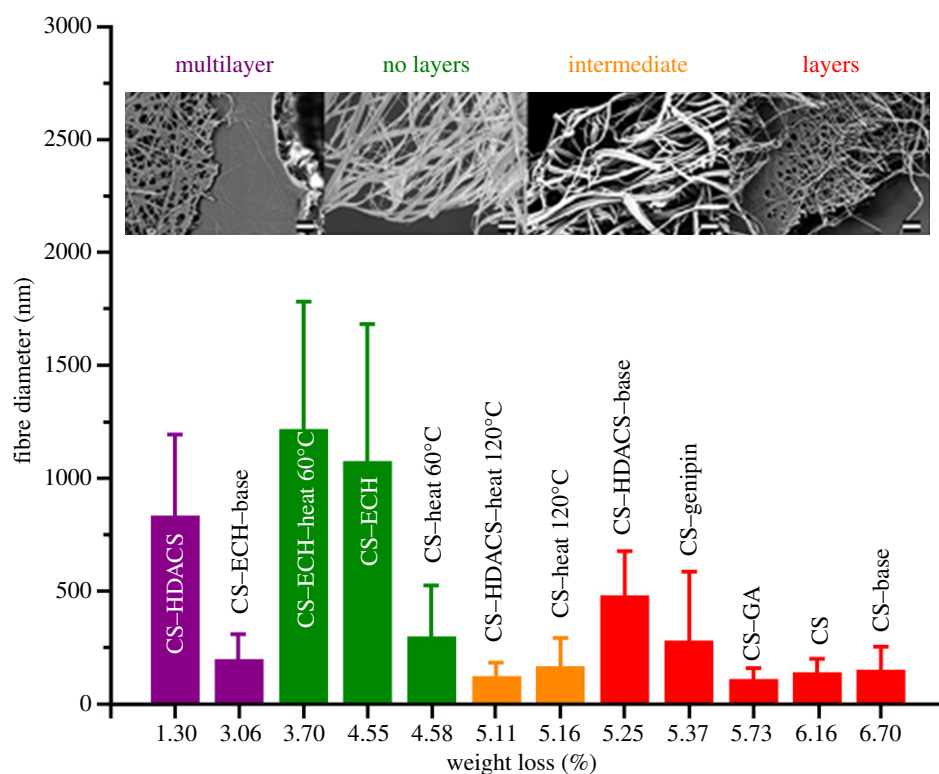 3000
2500
2000
1500
1000
500
0
fibre diameter (nm)
multilayer
no layers
intermediate
layers
CS–HDACS
CS–ECH–base
CS–ECH–heat 60°C
CS–ECH
CS–heat 60°C
CS–HDACS–heat 120°C
CS–heat 120°C
CS–HDACS–base
CS–genipin
CS–GA
CS
CS–base
1.30 3.06 3.70 4.55 4.58 5.11 5.16 5.25 5.37 5.73 6.16 6.70
weight loss (%)